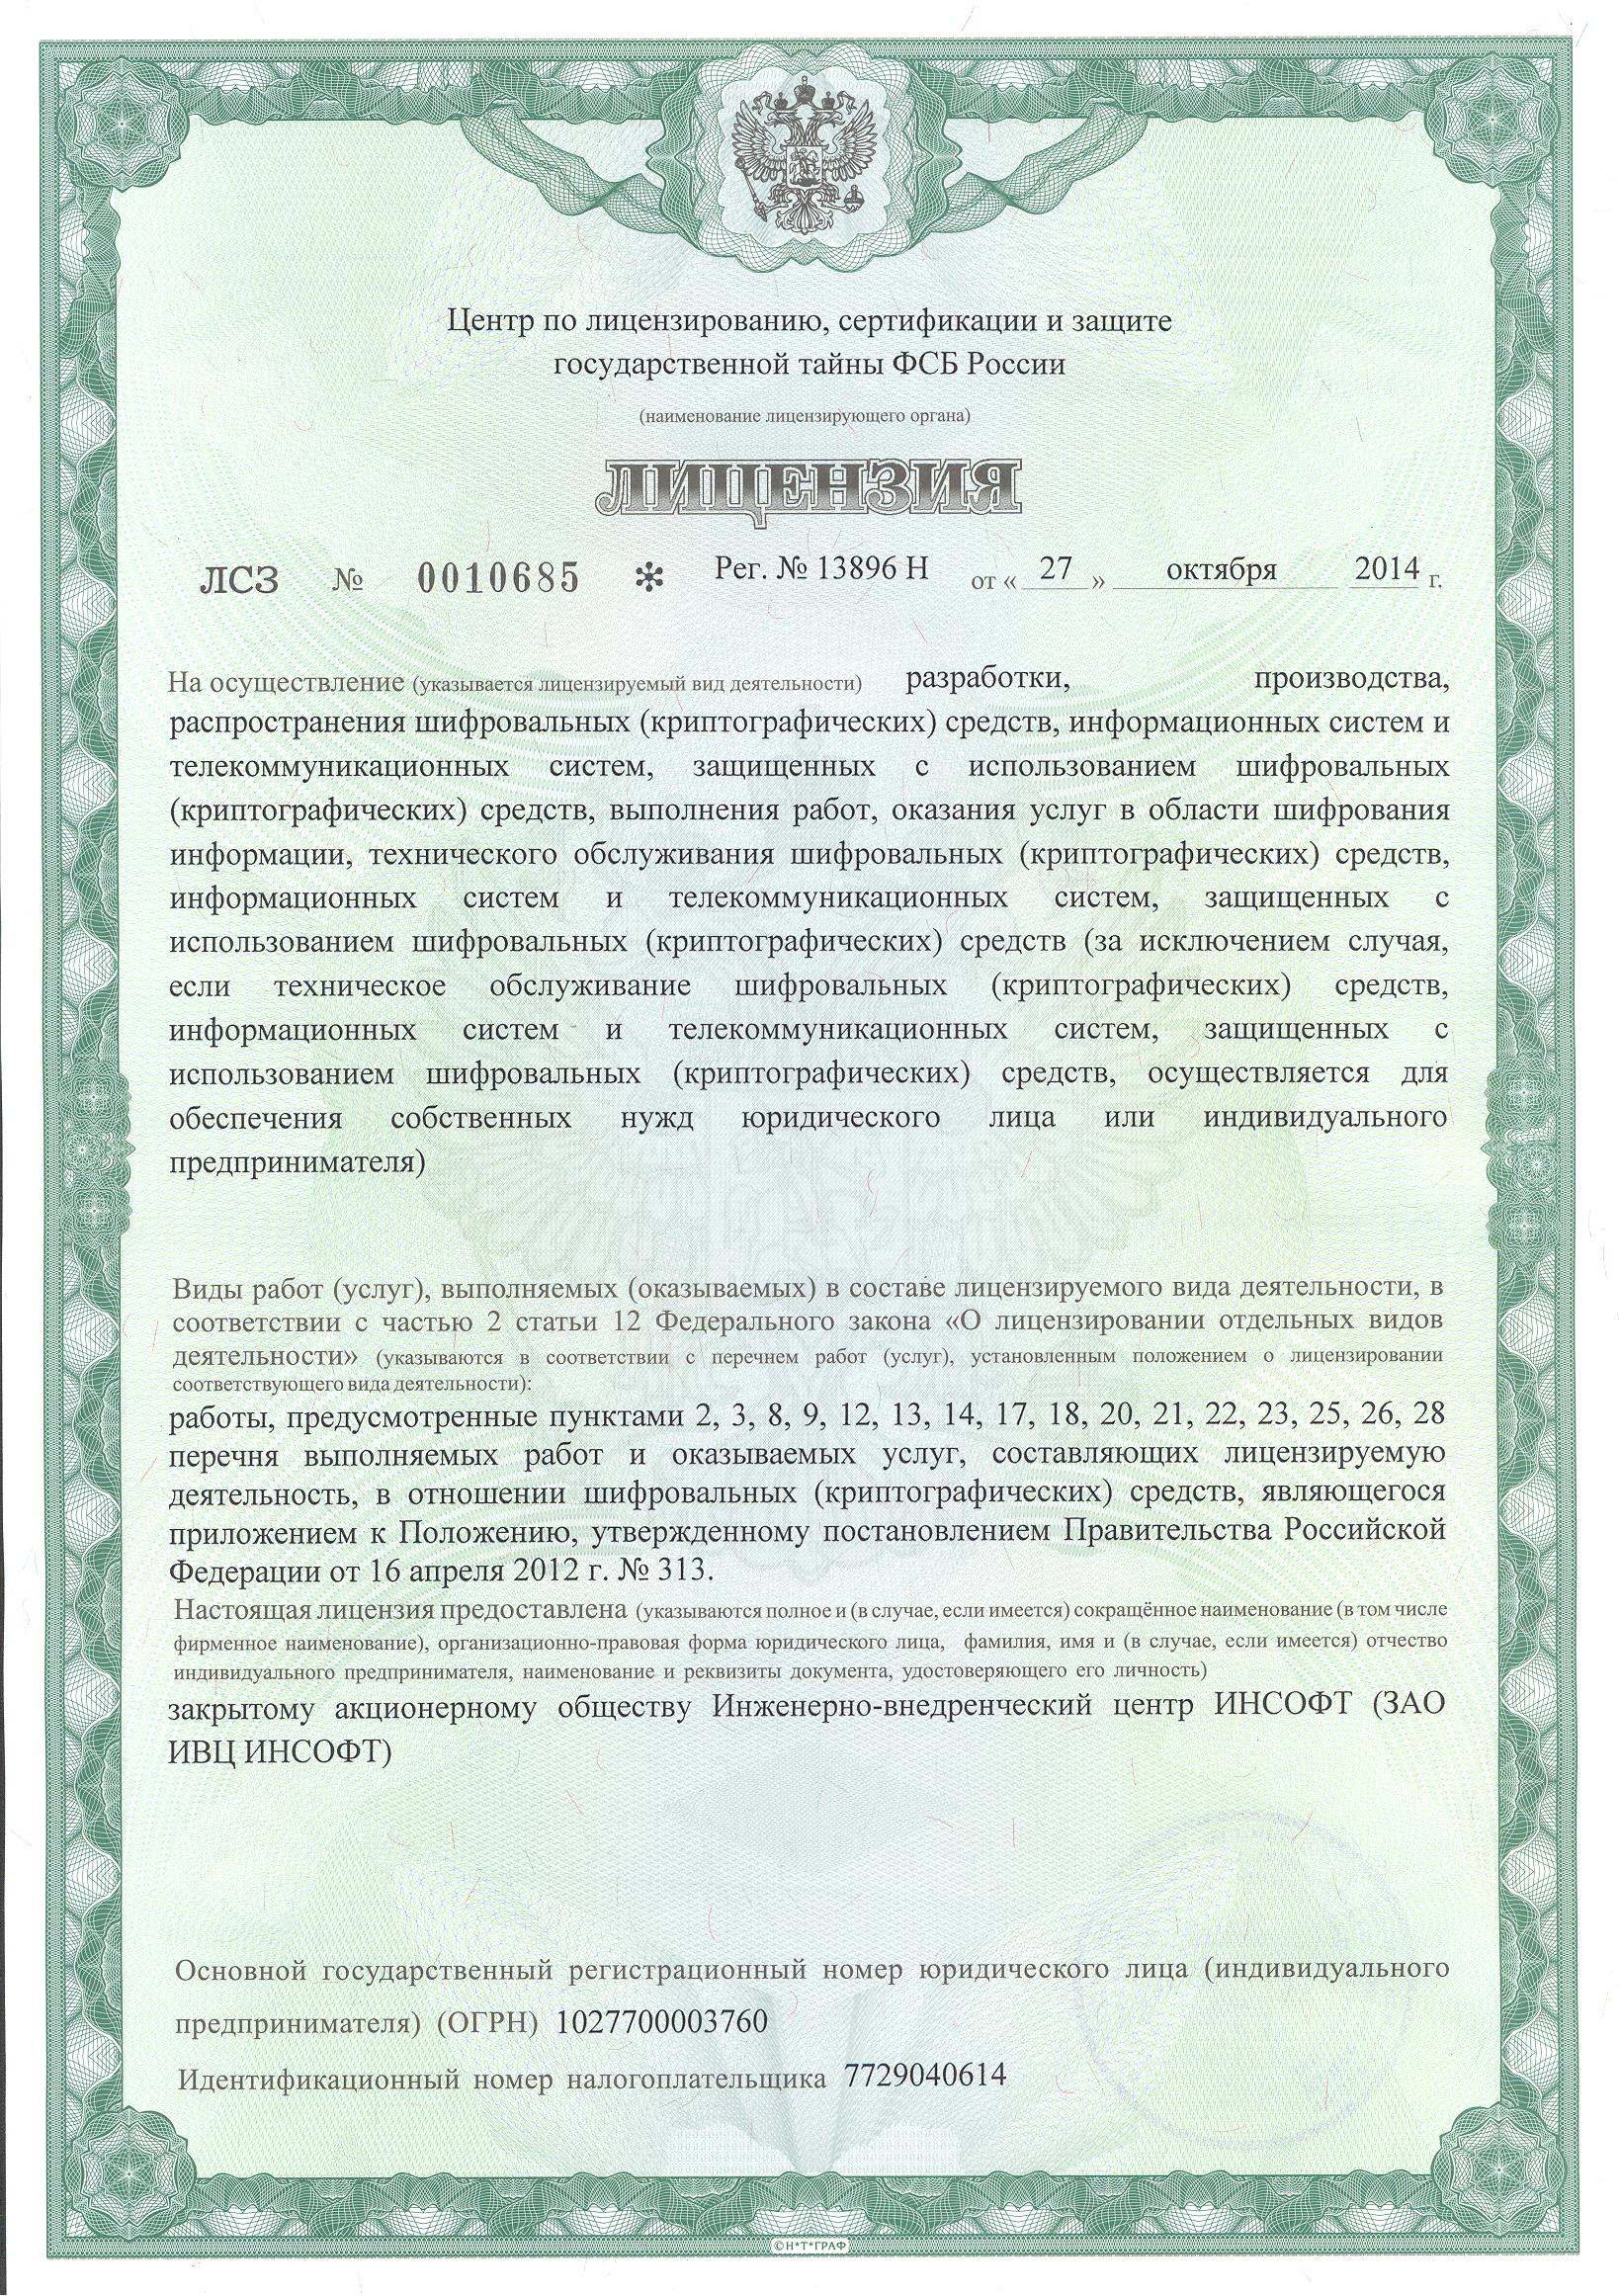 Центр по лицензированию, сертификации и защите
государственной тайны ФСБ России
(наименование лицензирующего органа)
ЛИЦЕНЗИЯ
ЛСЗ № 0010685 * Рег. № 13896 Н от « 27 » октября 2014 г.
На осуществление (указывается лицензируемый вид деятельности) разработки, производства,
распространения шифровальных (криптографических) средств, информационных систем и
телекоммуникационных систем, защищенных с использованием шифровальных
(криптографических) средств, выполнения работ, оказания услуг в области шифрования
информации, технического обслуживания шифровальных (криптографических) средств,
информационных систем и телекоммуникационных систем, защищенных с
использованием шифровальных (криптографических) средств (за исключением случая,
если техническое обслуживание шифровальных (криптографических) средств,
информационных систем и телекоммуникационных систем, защищенных с
использованием шифровальных (криптографических) средств, осуществляется для
обеспечения собственных нужд юридического лица или индивидуального
предпринимателя)
Виды работ (услуг), выполняемых (оказываемых) в составе лицензируемого вида деятельности, в
соответствии с частью 2 статьи 12 Федерального закона «О лицензировании отдельных видов
деятельности» (указываются в соответствии с перечнем работ (услуг), установленным положением о лицензировании
соответствующего вида деятельности):
работы, предусмотренные пунктами 2, 3, 8, 9, 12, 13, 14, 17, 18, 20, 21, 22, 23, 25, 26, 28
перечня выполняемых работ и оказываемых услуг, составляющих лицензируемую
деятельность, в отношении шифровальных (криптографических) средств, являющегося
приложением к Положению, утвержденному постановлением Правительства Российской
Федерации от 16 апреля 2012 г. № 313.
Настоящая лицензия предоставлена (указываются полное и (в случае, если имеется) сокращённое наименование (в том числе
фирменное наименование), организационно-правовая форма юридического лица, фамилия, имя и (в случае, если имеется) отчество
индивидуального предпринимателя, наименование и реквизиты документа, удостоверяющего его личность)
закрытому акционерному обществу Инженерно-внедренческий центр ИНСОФТ (ЗАО
ИВЦ ИНСОФТ)
Основной государственный регистрационный номер юридического лица (индивидуального
предпринимателя) (ОГРН) 1027700003760
Идентификационный номер налогоплательщика 7729040614
©Н*Т*ГРАФ